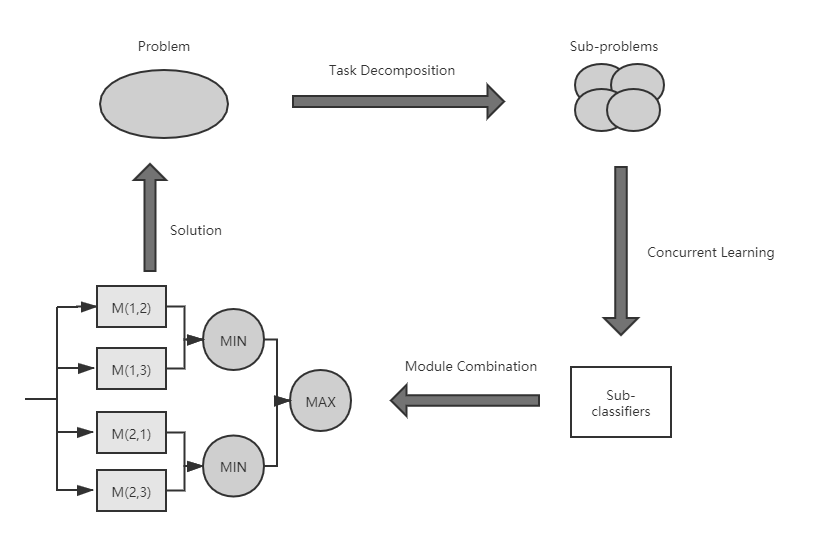 Problem
Sub-problems
Task Decomposition
Solution
Concurrent Learning
M(1,2)
MIN
M(1,3)
Module Combination
Sub-
classifiers
MAX
M(2,1)
MIN
M(2,3)